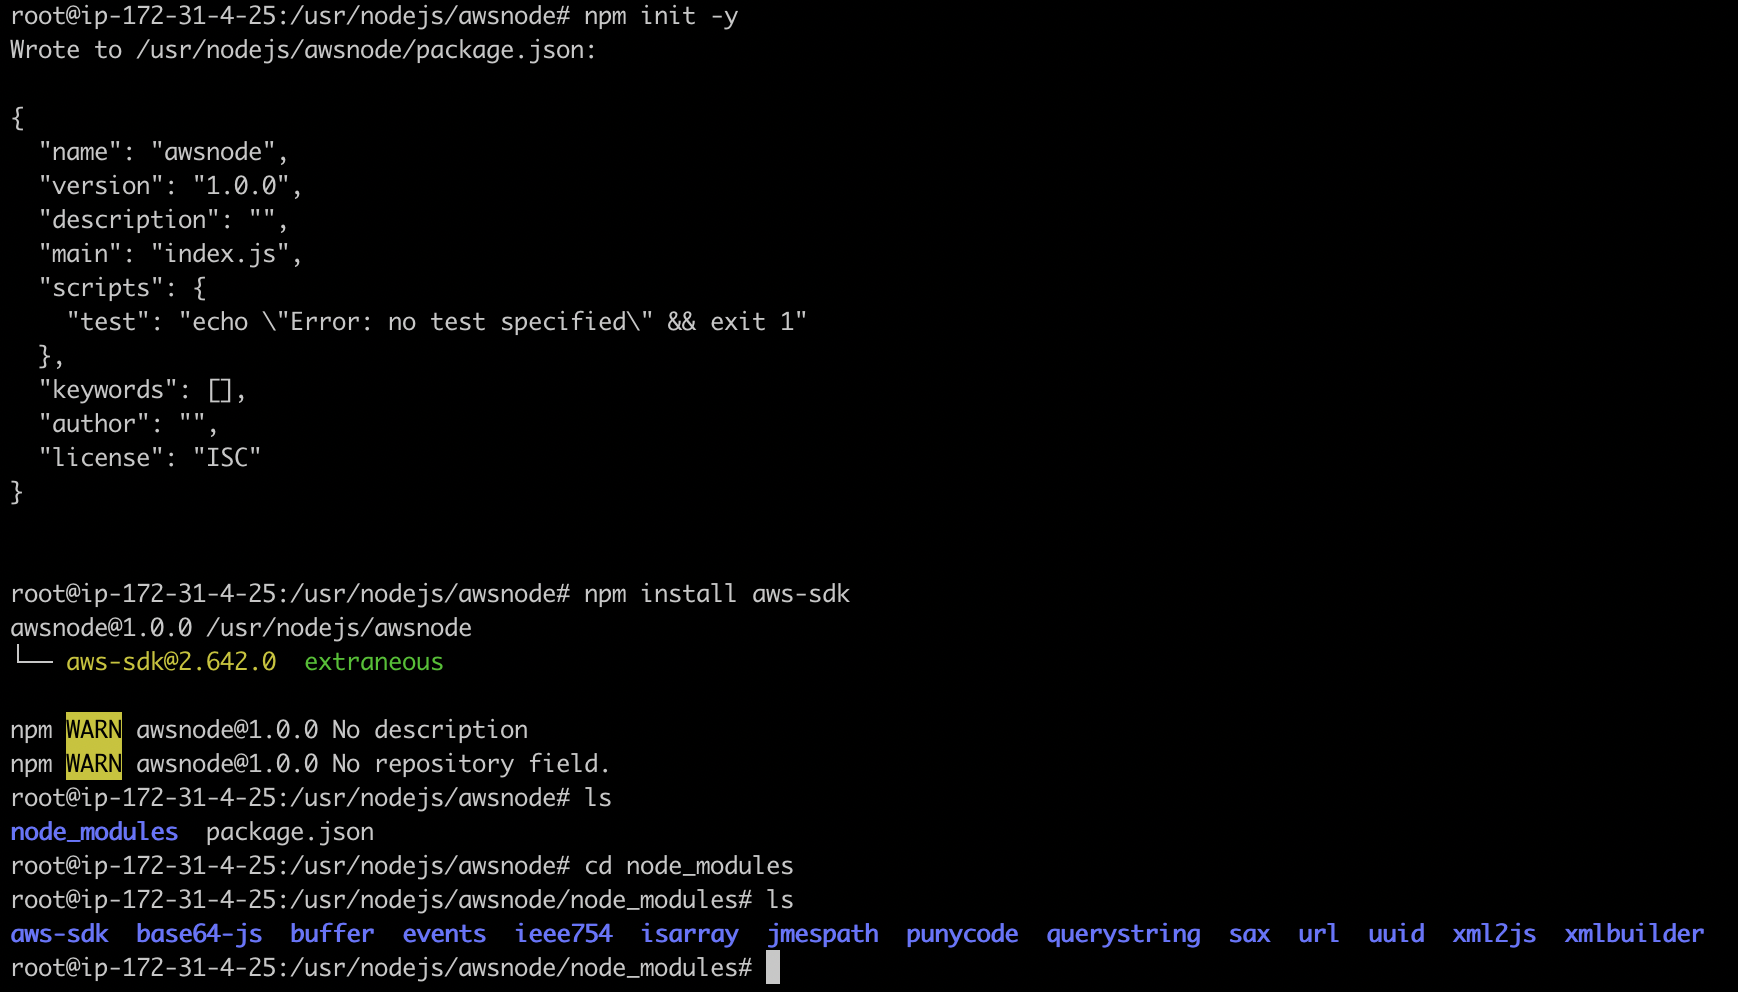 root@ip-172-31-4-25:/usr/nodejs/awsnode# npm init -y
Wrote to /usr/nodejs/awsnode/package.json:
{
  "name": "awsnode",
  "version": "1.0.0",
  "description": "",
  "main": "index.js",
  "scripts": {
    "test": "echo \"Error: no test specified\" && exit 1"
  },
  "keywords": [],
  "author": "",
  "license": "ISC"
}
root@ip-172-31-4-25:/usr/nodejs/awsnode# npm install aws-sdk
awsnode@1.0.0 /usr/nodejs/awsnode
└── aws-sdk@2.642.0  extraneous
npm WARN awsnode@1.0.0 No description
npm WARN awsnode@1.0.0 No repository field.
root@ip-172-31-4-25:/usr/nodejs/awsnode# ls
node_modules  package.json
root@ip-172-31-4-25:/usr/nodejs/awsnode# cd node_modules
root@ip-172-31-4-25:/usr/nodejs/awsnode/node_modules# ls
aws-sdk  base64-js  buffer  events  ieee754  isarray  jmespath  punycode  querystring  sax  url  uuid  xml2js  xmlbuilder
root@ip-172-31-4-25:/usr/nodejs/awsnode/node_modules#